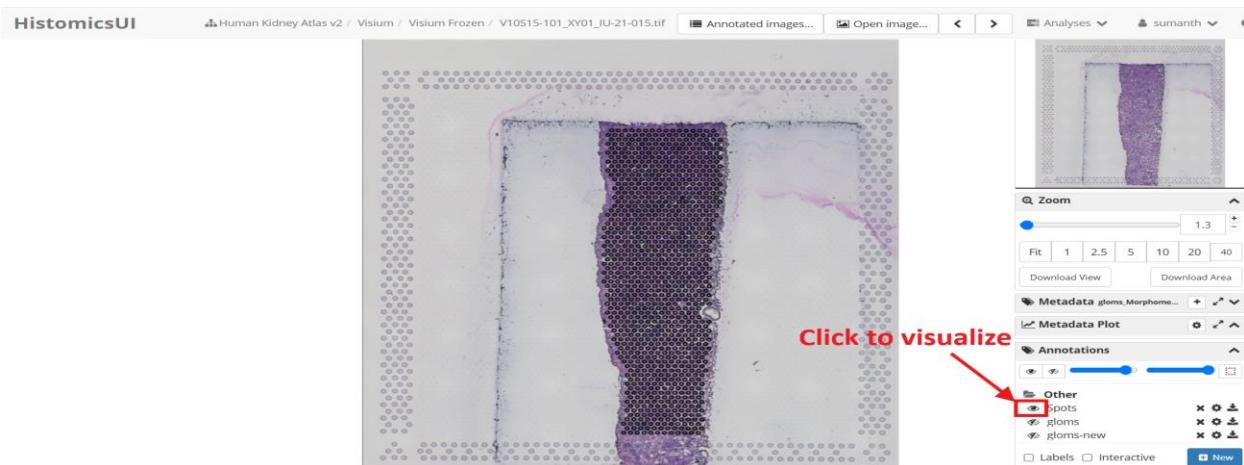 HistomicsUI
Human Kidney Atlas v2 / Visium / Visium Frozen / V10S15-101_XY01_IU-21-015.tif
Annotated images...
Open image...
< >
Analyses
sumanth
Zoom
1.3
Fit 1 2.5 5 10 20 40
Download View Download Area
Metadata gloms_Morphome...
Metadata Plot
Click to visualize
Annotations
Other
Spots
gloms
gloms-new
Labels Interactive New